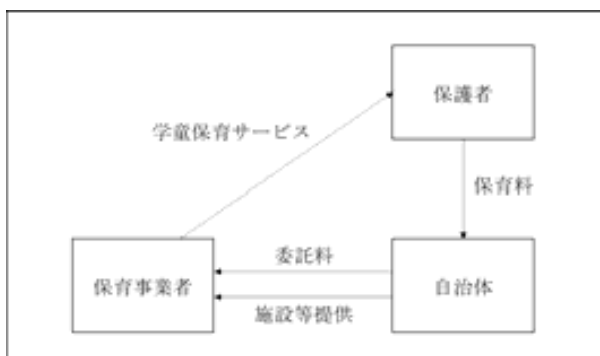 保護者
学童保育サービス
保育料
委託料
保育事業者
自治体
施設等提供